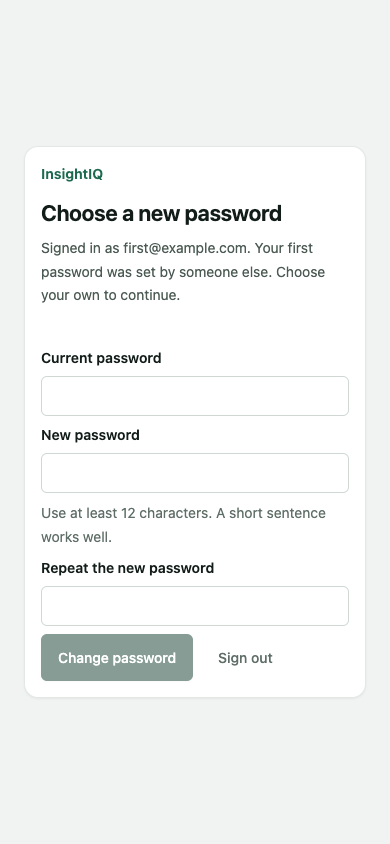 InsightIQ
Choose a new password
Signed in as first@example.com. Your first
password was set by someone else. Choose
your own to continue.
Current password
New password
Use at least 12 characters. A short sentence
works well.
Repeat the new password
Change password
Sign out